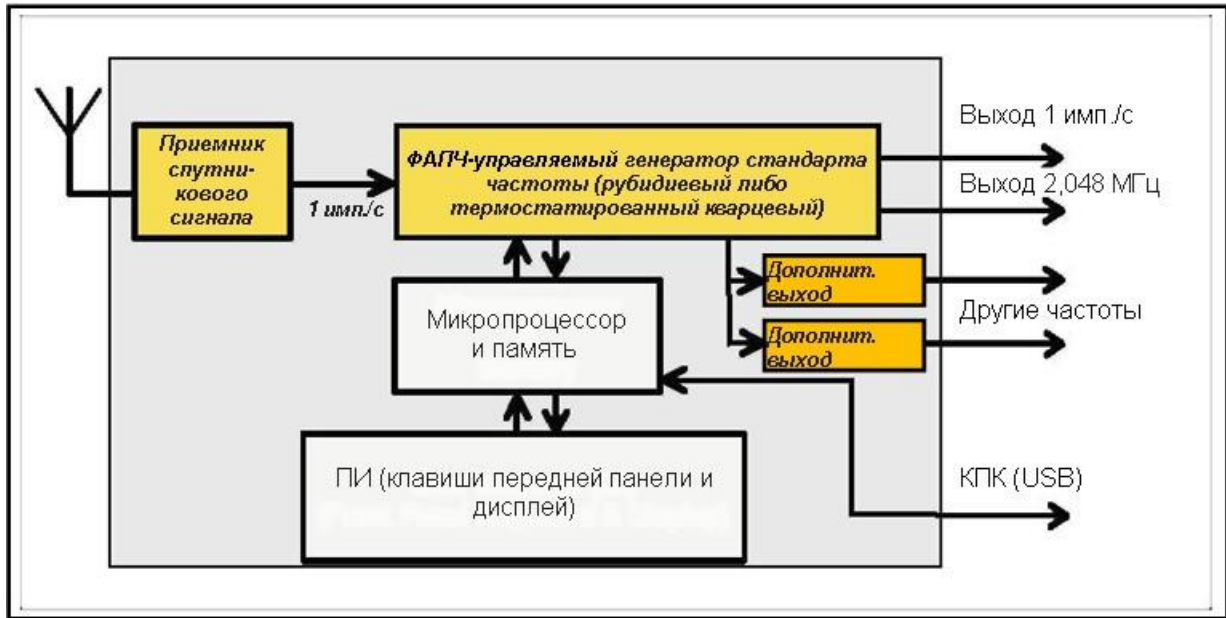 Приемник
спутни-
кового
сигнала
1 имп./с
ФАПЧ-управляемый генератор стандарта
частоты (рубидиевый либо
термостатированный кварцевый)
Выход 1 имп./с
Выход 2,048 МГц
Дополнит.
выход
Дополнит.
выход
Другие частоты
Микропроцессор
и память
ПИ (клавиши передней панели и
дисплей)
КПК (USB)